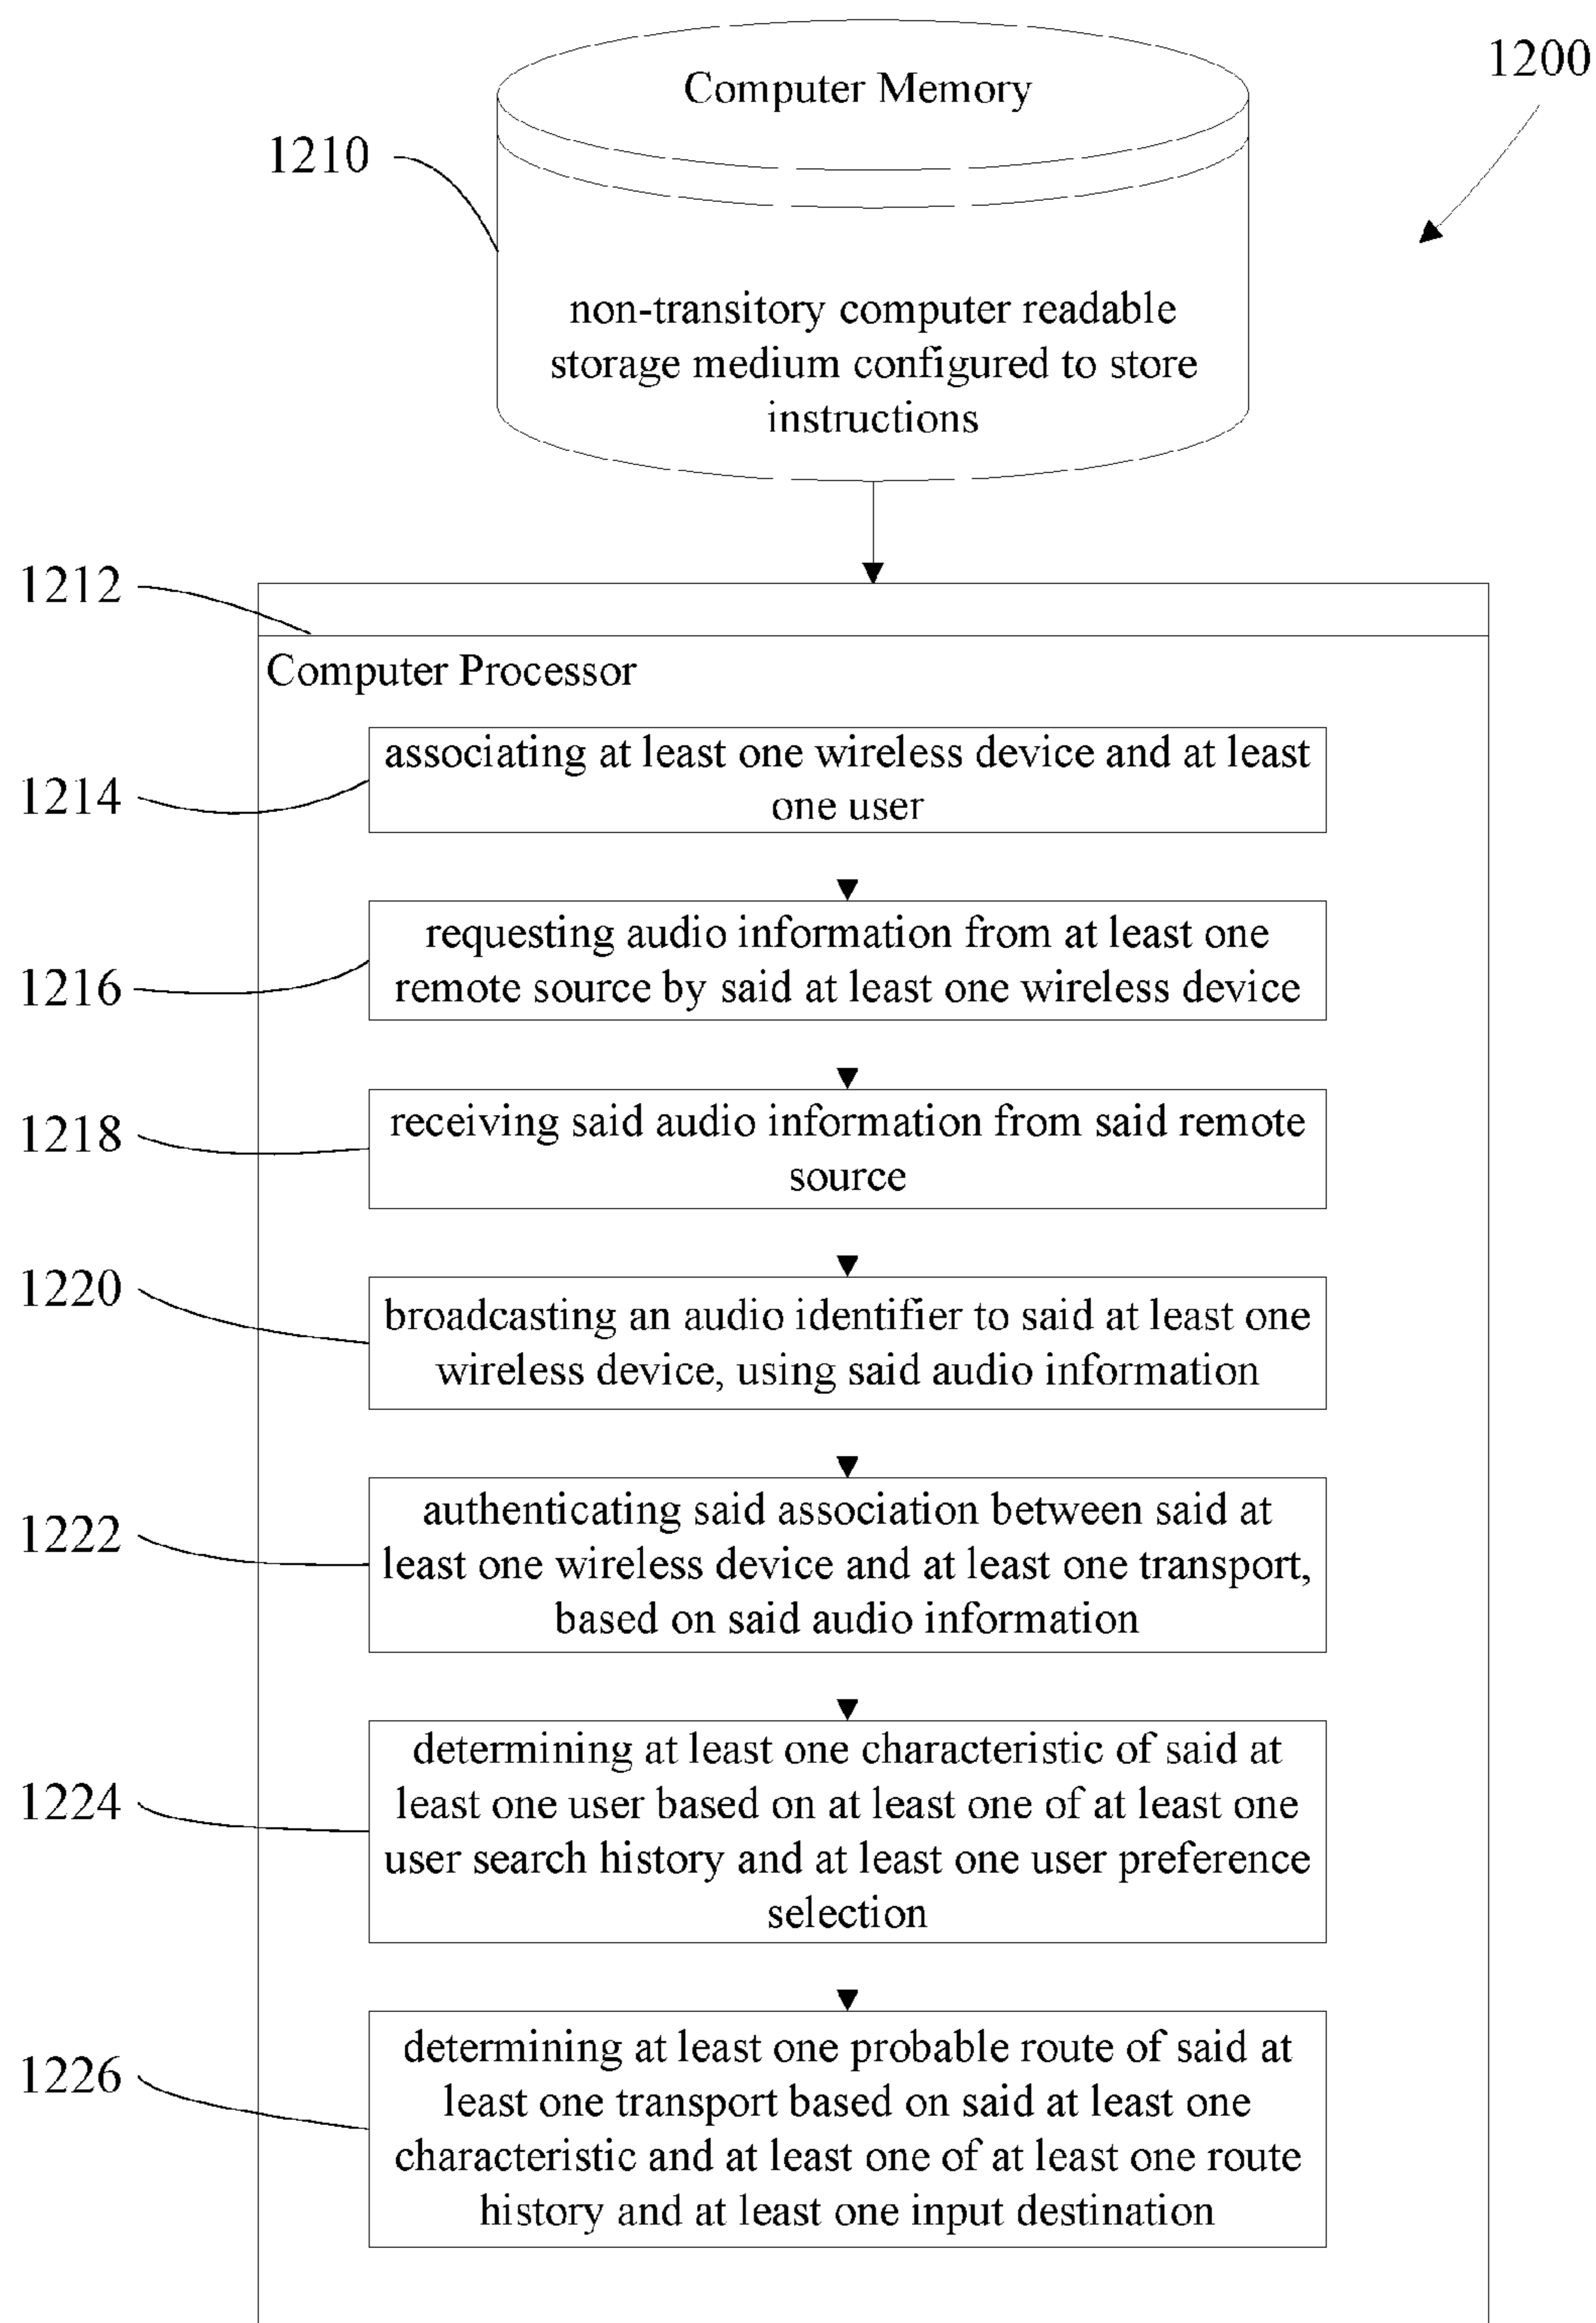 Computer Memory
1200
1210
non-transitory computer readable
storage medium configured to store
instructions
1212
Computer Processor
1214
associating at least one wireless device and at least
one user
1216
requesting audio information from at least one
remote source by said at least one wireless device
1218
receiving said audio information from said remote
source
1220
broadcasting an audio identifier to said at least one
wireless device, using said audio information
1222
authenticating said association between said at
least one wireless device and at least one transport,
based on said audio information
1224
determining at least one characteristic of said at
least one user based on at least one of at least one
user search history and at least one user preference
selection
1226
determining at least one probable route of said at
least one transport based on said at least one
characteristic and at least one of at least one route
history and at least one input destination